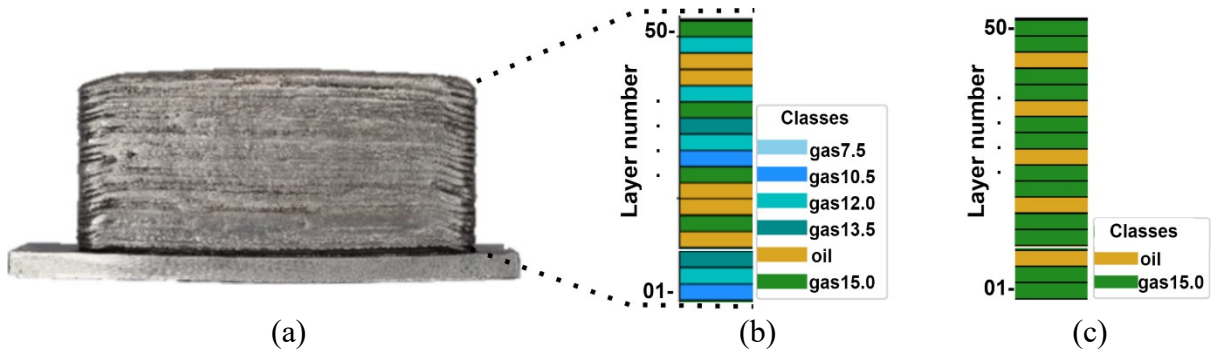 50-
Layer number
01-
Classes
gas7.5
gas10.5
gas12.0
gas13.5
oil
gas15.0
50-
Layer number
01-
Classes
oil
gas15.0
(a)
(b)
(c)